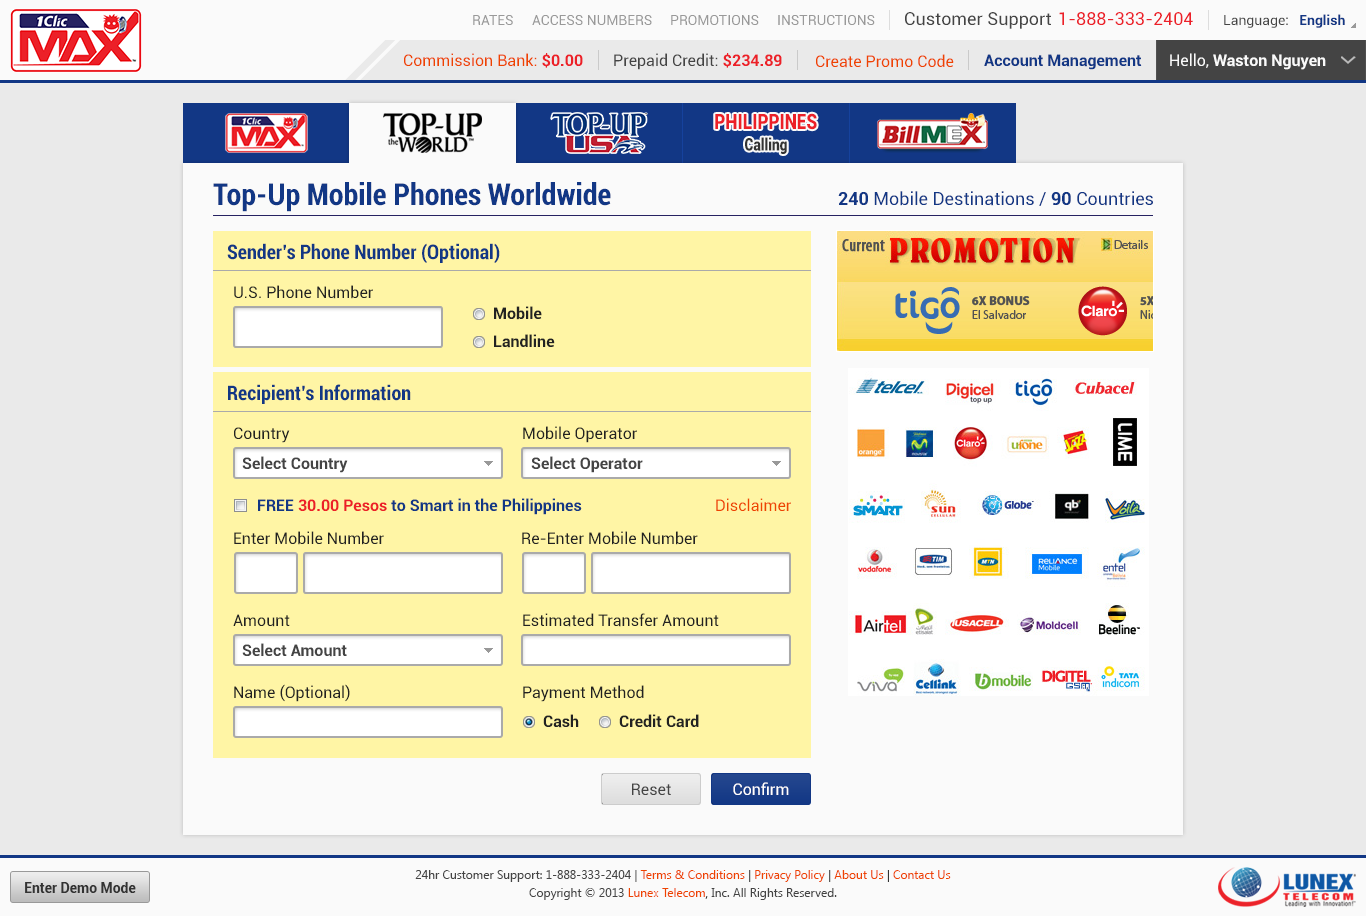 1Clic
MAX
RATES ACCESS NUMBERS PROMOTIONS INSTRUCTIONS Customer Support 1-888-333-2404 Language: English
Commission Bank: $0.00 Prepaid Credit: $234.89 Create Promo Code Account Management Hello, Waston Nguyen
1Clic MAX
TOP-UP the WORLD
TOP-UP USA
PHILIPPINES Calling
BillMEX
Top-Up Mobile Phones Worldwide
240 Mobile Destinations / 90 Countries
Sender's Phone Number (Optional)
U.S. Phone Number
Mobile
Landline
Recipient's Information
Country Mobile Operator
Select Country Select Operator
FREE 30.00 Pesos to Smart in the Philippines Disclaimer
Enter Mobile Number Re-Enter Mobile Number
Amount Estimated Transfer Amount
Select Amount
Name (Optional) Payment Method
Cash Credit Card
Reset Confirm
Current PROMOTION Details
tigo 6X BONUS El Salvador Claro 5X Nic
telcel Digicel top up tigo Cubacel
orange movistar Claro ufone LIME
SMART sun CELLULAR Globe qb Voilà
vodafone TIM MTN RELIANCE Mobile entel
Airtel etisalat IUSACELL Moldcell Beeline
VIVA Cellink bmobile DIGITEL GSM TATA indicom
Enter Demo Mode
24hr Customer Support: 1-888-333-2404 | Terms & Conditions | Privacy Policy | About Us | Contact Us
Copyright © 2013 Lunex Telecom, Inc. All Rights Reserved.
LUNEX
TELECOM
Leading with Innovation!